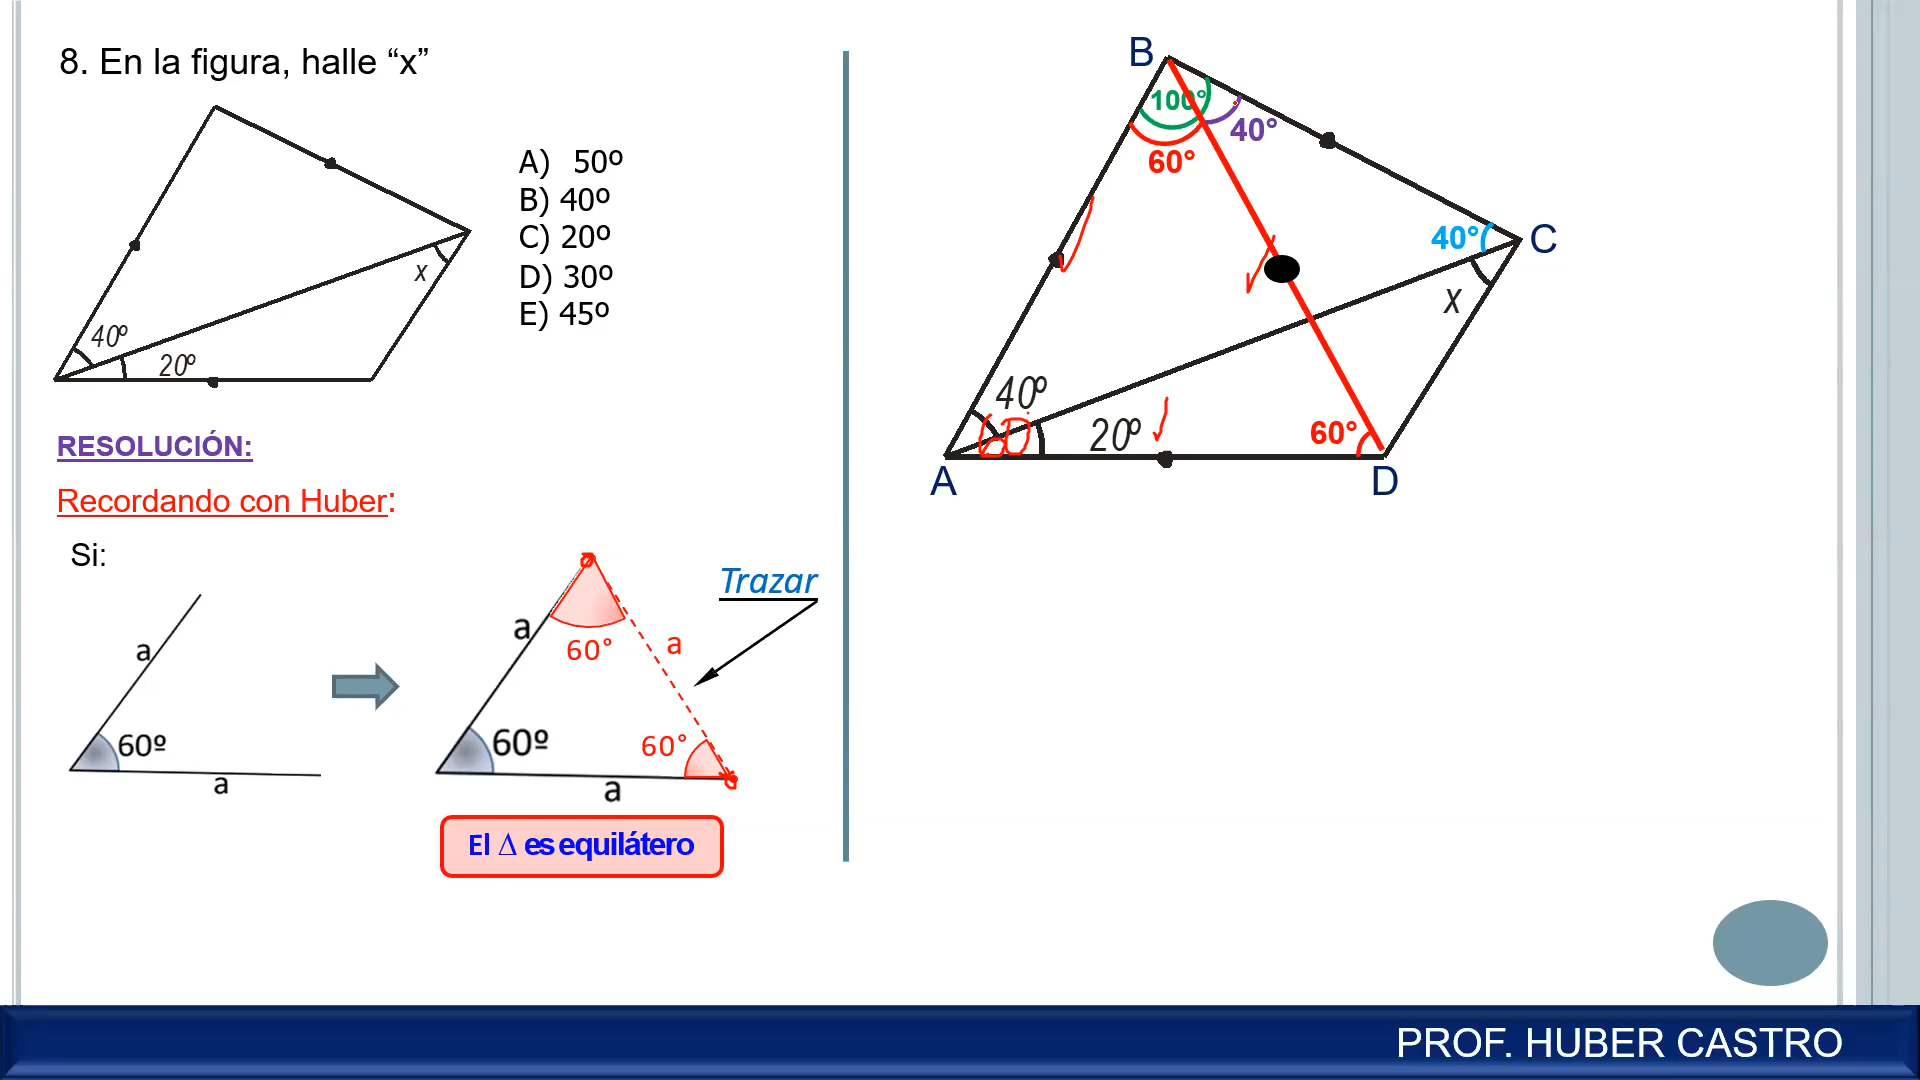 8. En la figura, halle “x”
A) 50º
B) 40º
C) 20º
D) 30º
E) 45º
x
40º
20º
RESOLUCIÓN:
Recordando con Huber:
Si:
a
60º
a
Trazar
a
60°
a
60º
60°
a
El Δ es equilátero
B
100°
40°
60°
40°
C
x
40º
60
20º
60°
A
D
PROF. HUBER CASTRO